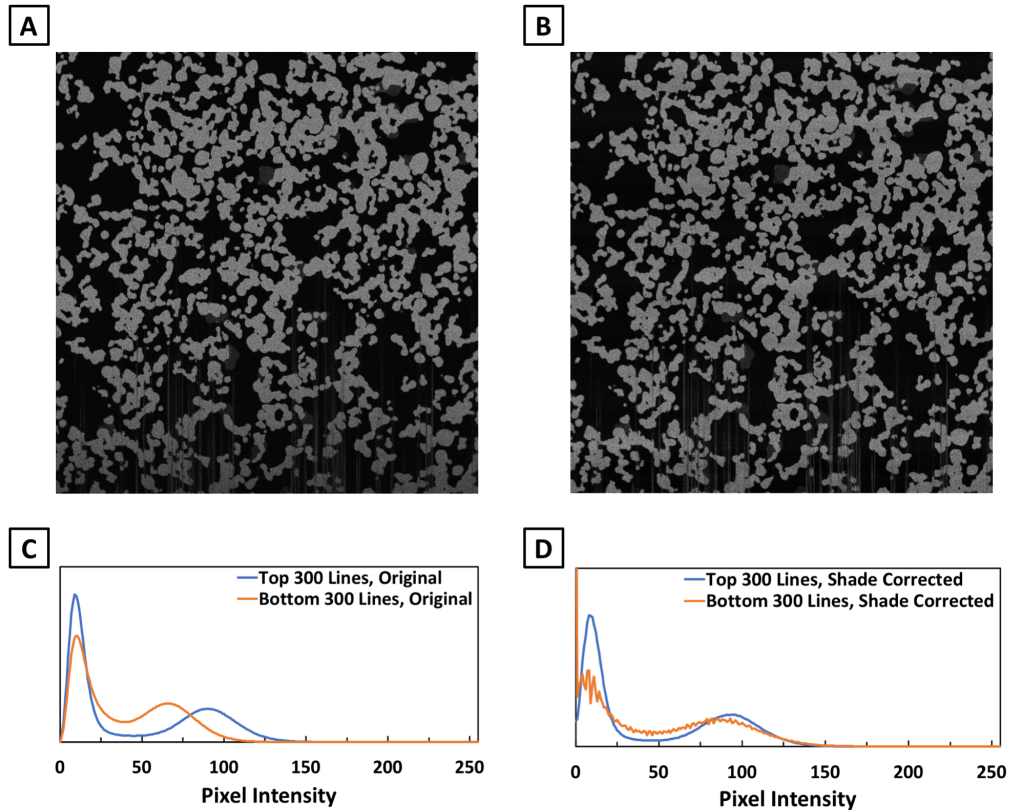 A
B
C
Top 300 Lines, Original
Bottom 300 Lines, Original
0 50 100 150 200 250
Pixel Intensity
D
Top 300 Lines, Shade Corrected
Bottom 300 Lines, Shade Corrected
0 50 100 150 200 250
Pixel Intensity